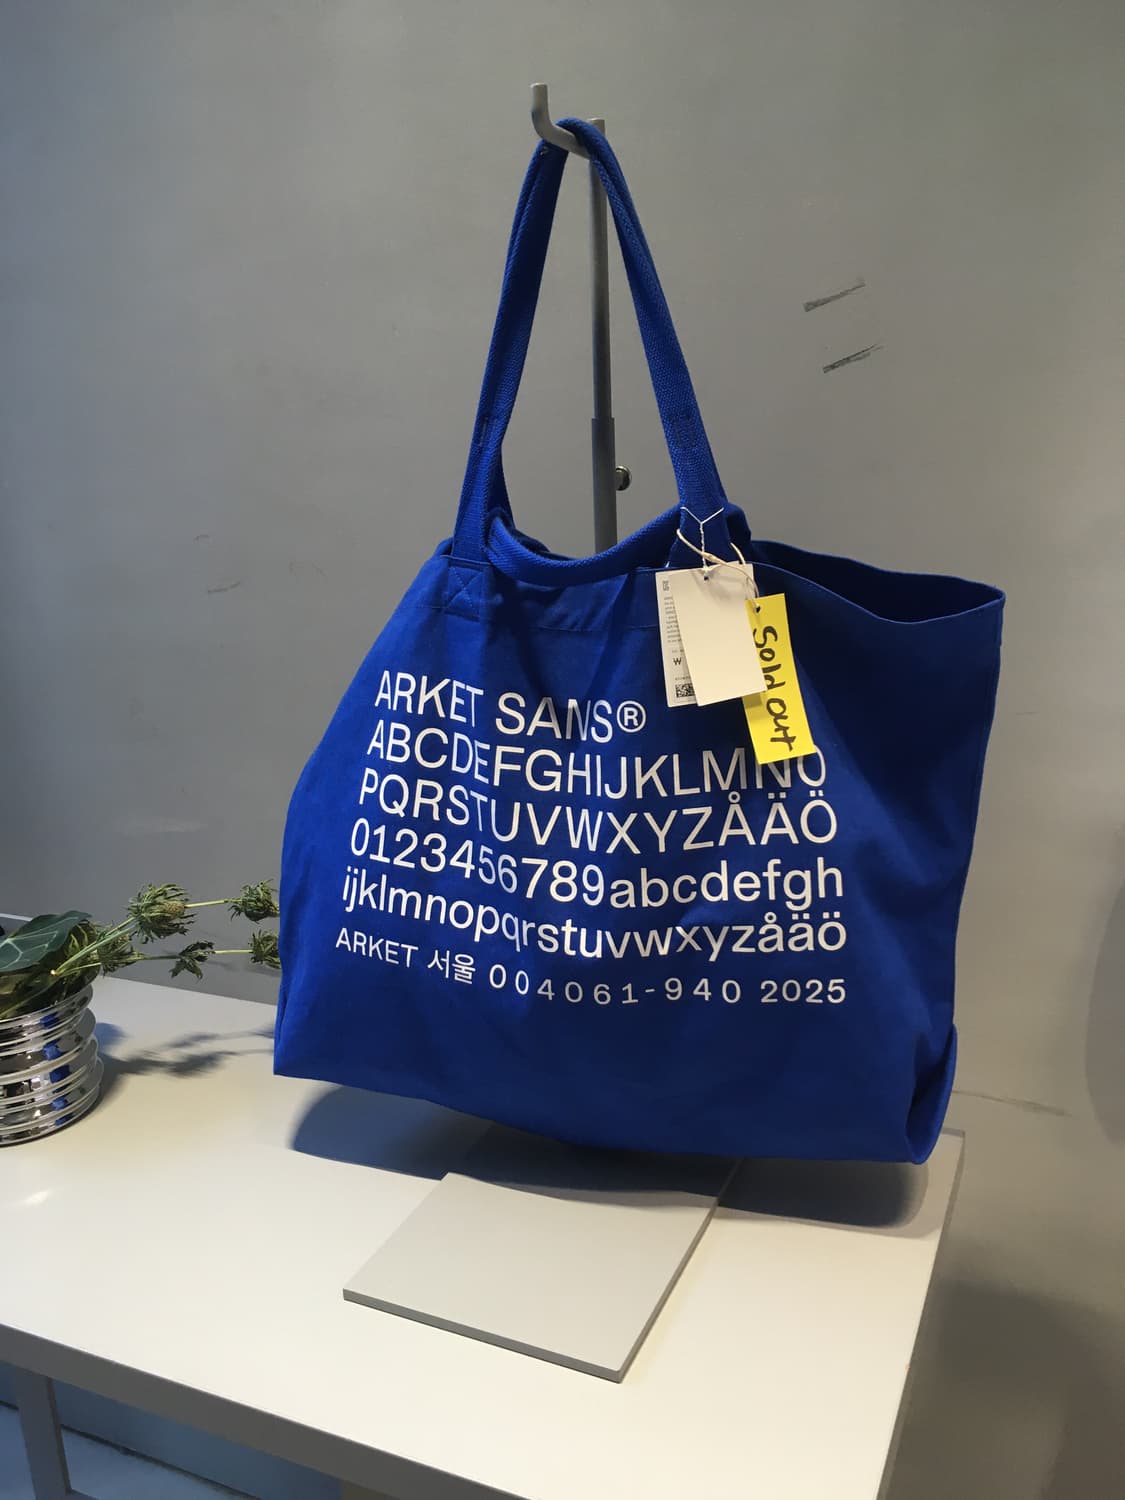 ARKET SANS®
ABCDEFGHIJKLMNO
PQRSTUVWXYZÅÄÖ
0123456789abcdefgh
ijklmnopqrstuvwxyzåäö
ARKET 서울 004061-940 2025
Sold out
W